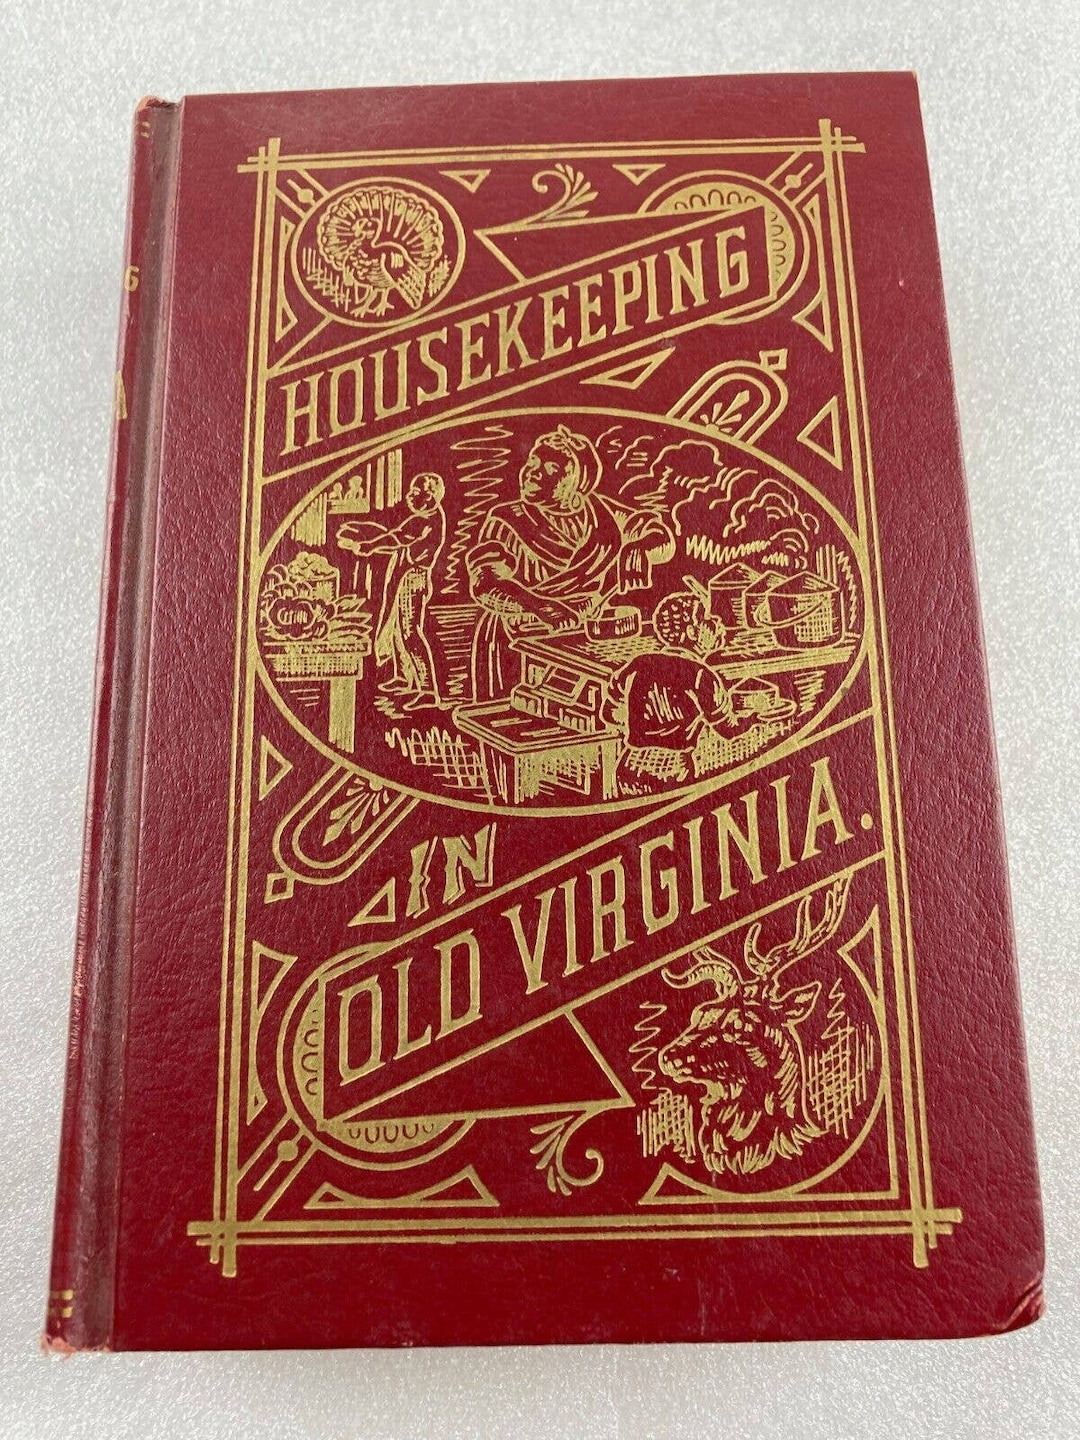 HOUSEKEEPING
IN
OLD VIRGINIA.